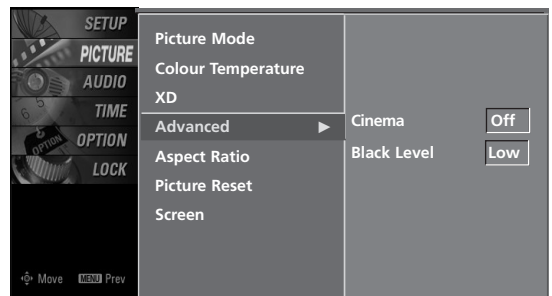 SETUP
PICTURE
AUDIO
TIME
OPTION
LOCK
Move MENU Prev
Picture Mode
Colour Temperature
XD
Advanced ▶
Aspect Ratio
Picture Reset
Screen
Cinema Off
Black Level Low